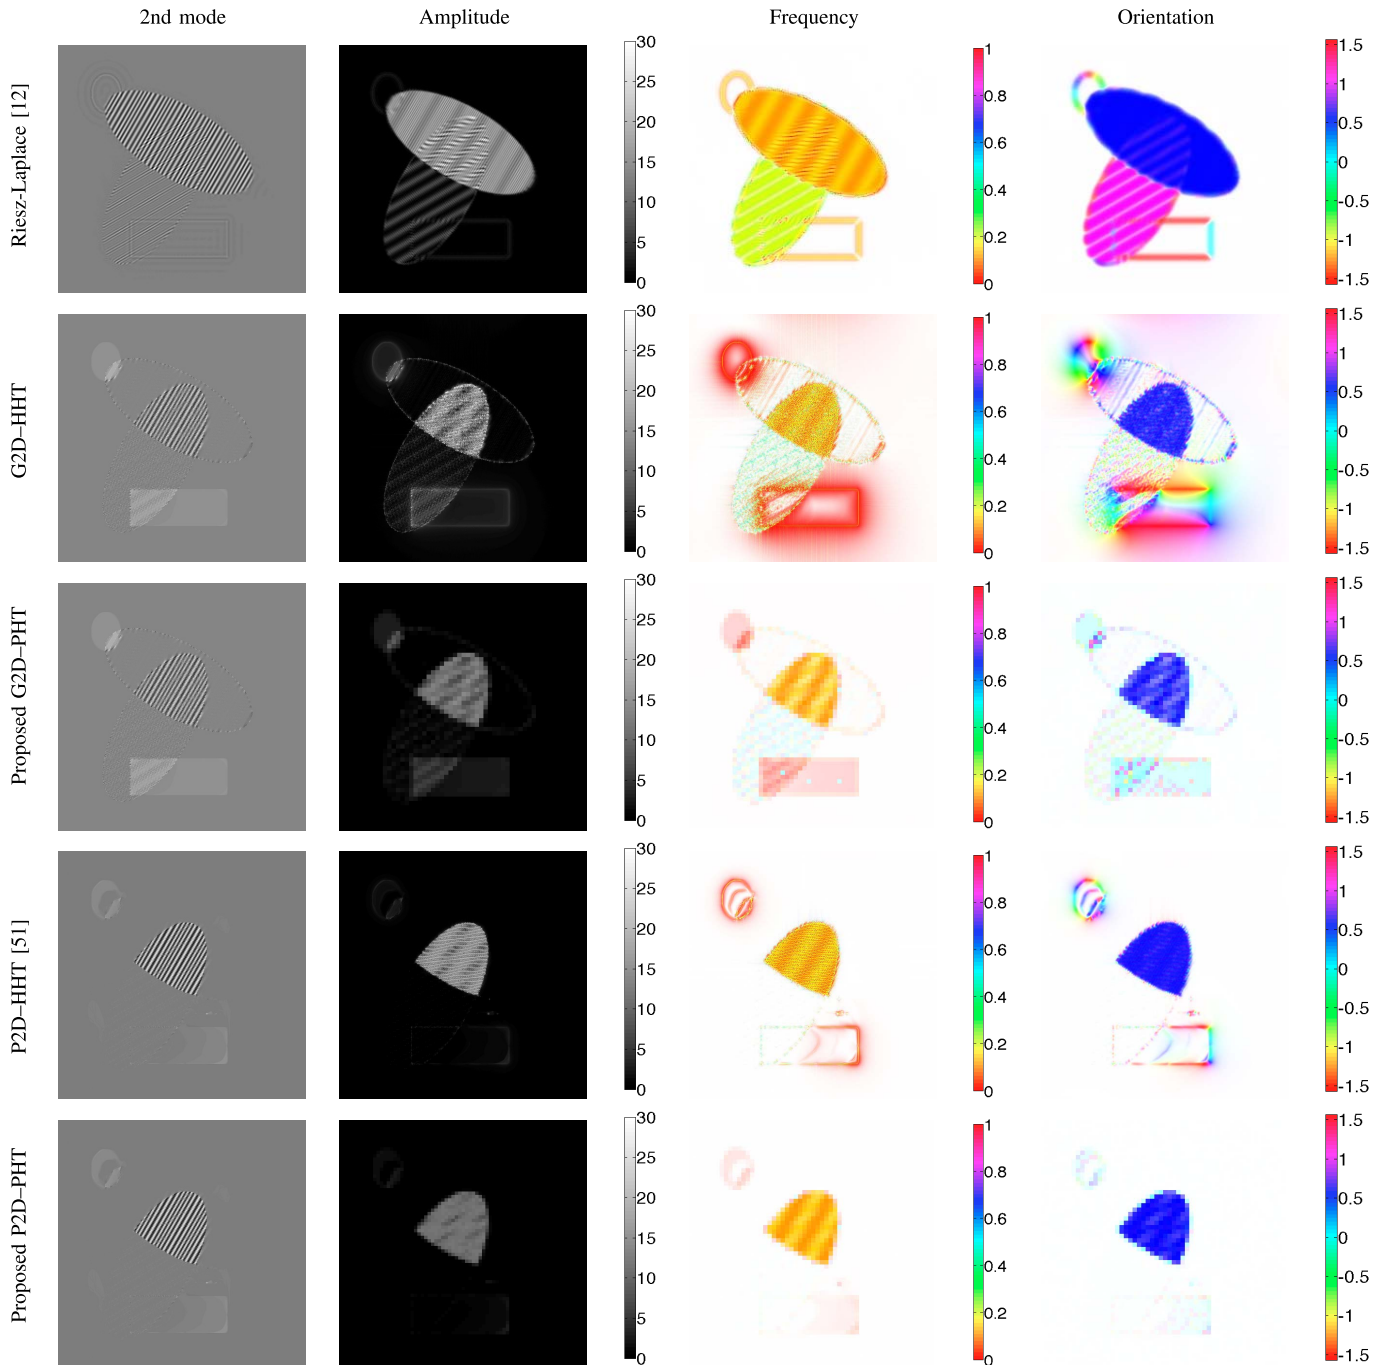 2nd mode Amplitude Frequency Orientation
Riesz-Laplace [12]
30 25 20 15 10 5 0
1 0.8 0.6 0.4 0.2 0
1.5 1 0.5 0 -0.5 -1 -1.5
G2D–HHT
30 25 20 15 10 5 0
1 0.8 0.6 0.4 0.2 0
1.5 1 0.5 0 -0.5 -1 -1.5
Proposed G2D–PHT
30 25 20 15 10 5 0
1 0.8 0.6 0.4 0.2 0
1.5 1 0.5 0 -0.5 -1 -1.5
P2D–HHT [51]
30 25 20 15 10 5 0
1 0.8 0.6 0.4 0.2 0
1.5 1 0.5 0 -0.5 -1 -1.5
Proposed P2D–PHT
30 25 20 15 10 5 0
1 0.8 0.6 0.4 0.2 0
1.5 1 0.5 0 -0.5 -1 -1.5